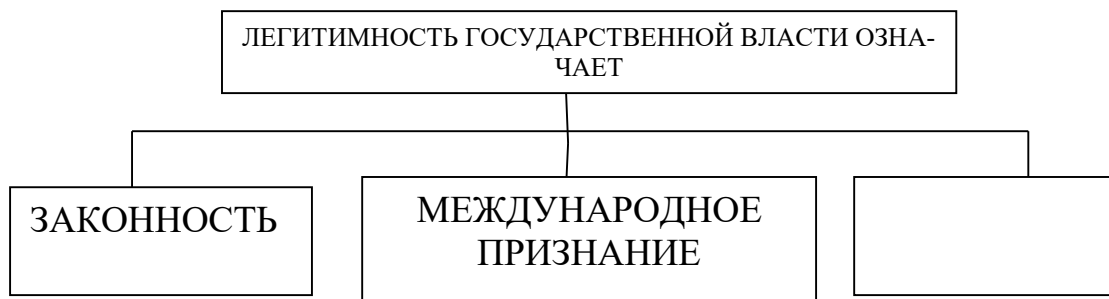 ЛЕГИТИМНОСТЬ ГОСУДАРСТВЕННОЙ ВЛАСТИ ОЗНА-
ЧАЕТ
ЗАКОННОСТЬ
МЕЖДУНАРОДНОЕ
ПРИЗНАНИЕ